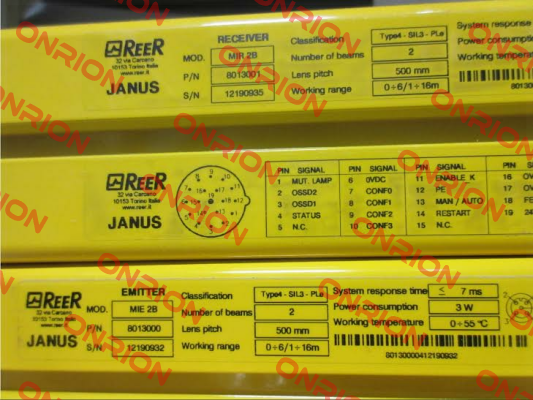 REER
32 via Carcano
10153 Torino Italia
www.reer.it
JANUS
RECEIVER
MOD. MIR 2B
P/N 8013001
S/N 12190935
Classification Type4 - SIL3 - PLe
Number of beams 2
Lens pitch 500 mm
Working range 0÷6/1÷16m
System response
Power consumption
Working temperature
REER
32 via Carcano
10153 Torino Italia
www.reer.it
JANUS
PIN SIGNAL PIN SIGNAL PIN SIGNAL PIN
1 MUT. LAMP 6 0VDC 11 ENABLE_K 16
2 OSSD2 7 CONF0 12 PE 17
3 OSSD1 8 CONF1 13 MAN / AUTO 18
4 STATUS 9 CONF2 14 RESTART 19
5 N.C. 10 CONF3 15 N.C.
REER
32 via Carcano
10153 Torino Italia
www.reer.it
JANUS
EMITTER
MOD. MIE 2B
P/N 8013000
S/N 12190932
Classification Type4 - SIL3 - PLe
Number of beams 2
Lens pitch 500 mm
Working range 0÷6/1÷16m
System response time ≤ 7 ms
Power consumption 3 W
Working temperature 0÷55 °C
80130000412190932
ONRION